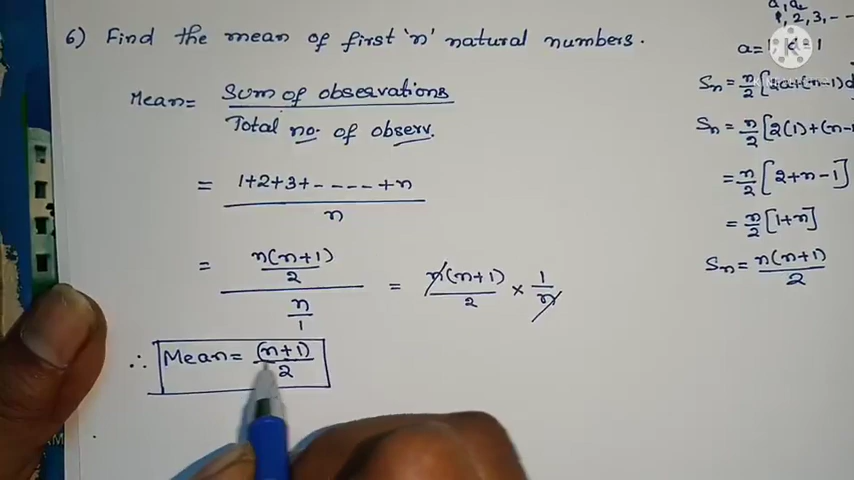 6) Find the mean of first 'n' natural numbers.
Mean = Sum of observations
Total no. of observ.
= 1+2+3+-----+n
n
= n(n+1)
2
n
1
= n(n+1)
2
× 1
n
∴ Mean = (n+1)
2
1, 2, 3, - - -
a=1 d=1
Sn = n/2 [2a+(n-1)d
Sn = n/2 [2(1)+(n-1
= n/2 [2+n-1]
= n/2 [1+n]
Sn = n(n+1)
2